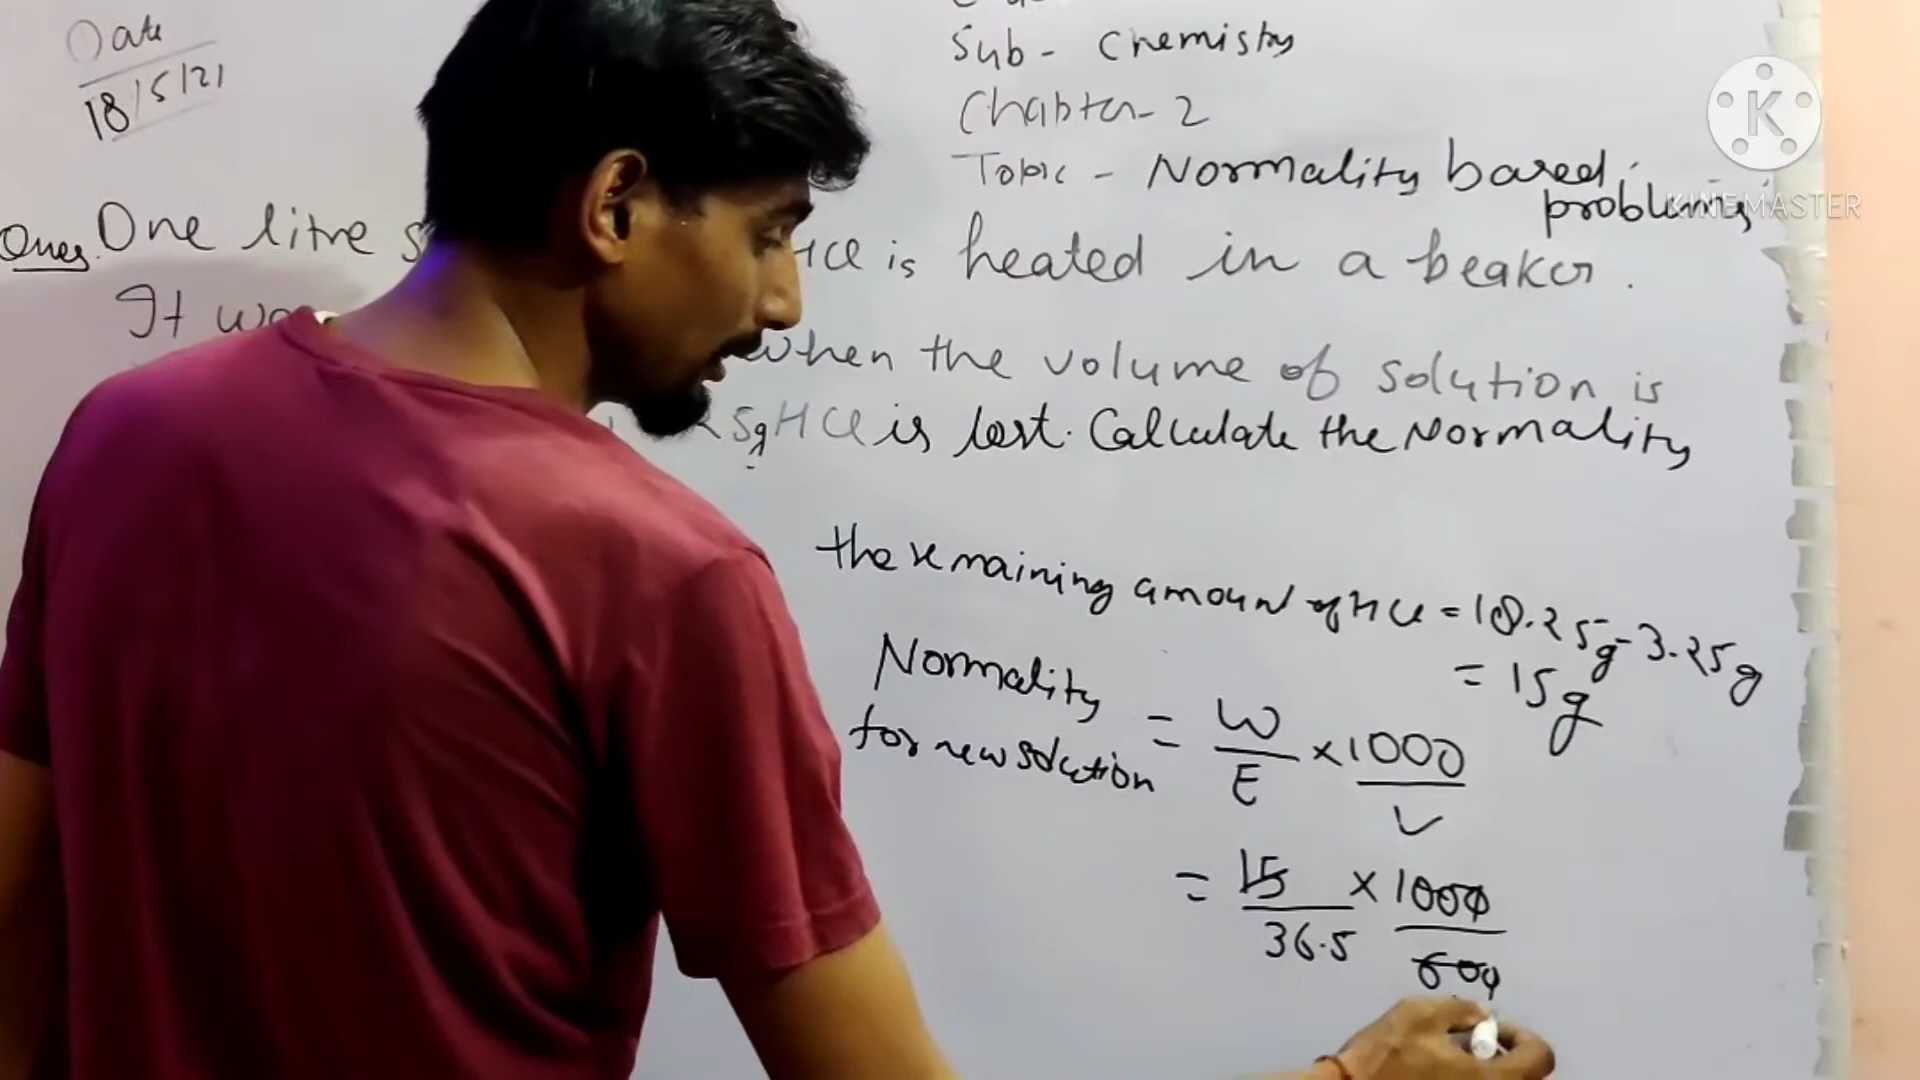 Date
18/5/21
Sub - Chemistry
Chapter - 2
Topic - Normality based
problems
K
KINEMASTER
Ques. One litre HCl is heated in a beaker.
It when the volume of solution is
25g HCl is lost. Calculate the Normality
the remaining amount of HCl = 18.25g - 3.25g
= 15g
Normality
for new solution = W/E × 1000/V
= 15/36.5 × 1000/600